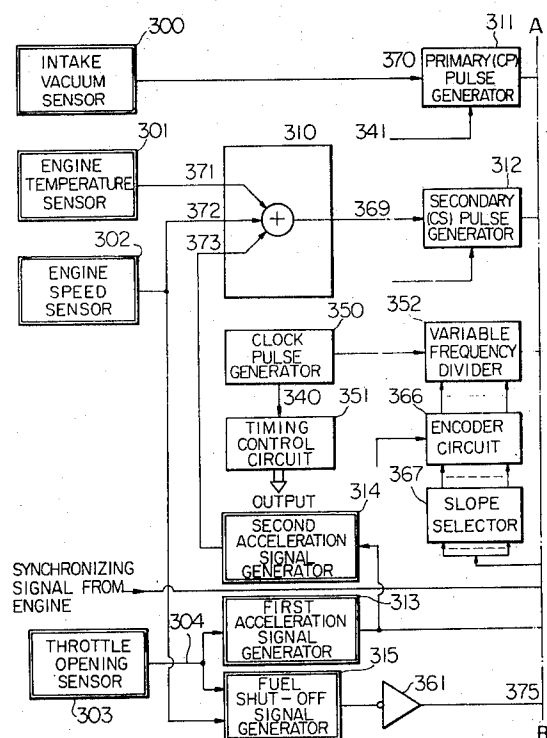 300
INTAKE
VACUUM
SENSOR
311
A
370
PRIMARY(CP)
PULSE
GENERATOR
341
301
ENGINE
TEMPERATURE
SENSOR
310
371
372
373
+
369
312
SECONDARY
(CS) PULSE
GENERATOR
302
ENGINE
SPEED
SENSOR
350
CLOCK
PULSE
GENERATOR
352
VARIABLE
FREQUENCY
DIVIDER
340
351
TIMING
CONTROL
CIRCUIT
OUTPUT
366
ENCODER
CIRCUIT
367
SLOPE
SELECTOR
314
SECOND
ACCELERATION
SIGNAL
GENERATOR
SYNCHRONIZING
SIGNAL FROM
ENGINE
313
FIRST
ACCELERATION
SIGNAL
GENERATOR
304
THROTTLE
OPENING
SENSOR
303
315
FUEL
SHUT-OFF
SIGNAL
GENERATOR
361
375
B